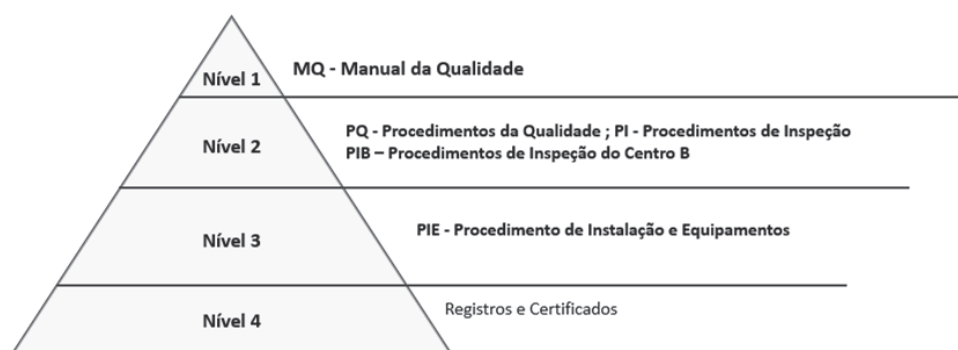 Nível 1
MQ - Manual da Qualidade
Nível 2
PQ - Procedimentos da Qualidade ; PI - Procedimentos de Inspeção
PIB – Procedimentos de Inspeção do Centro B
Nível 3
PIE - Procedimento de Instalação e Equipamentos
Nível 4
Registros e Certificados